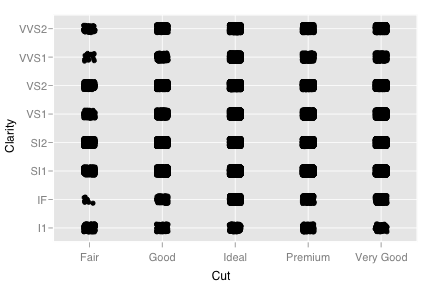 VVS2
VVS1
VS2
VS1
SI2
SI1
IF
I1
Clarity
Fair Good Ideal Premium Very Good
Cut